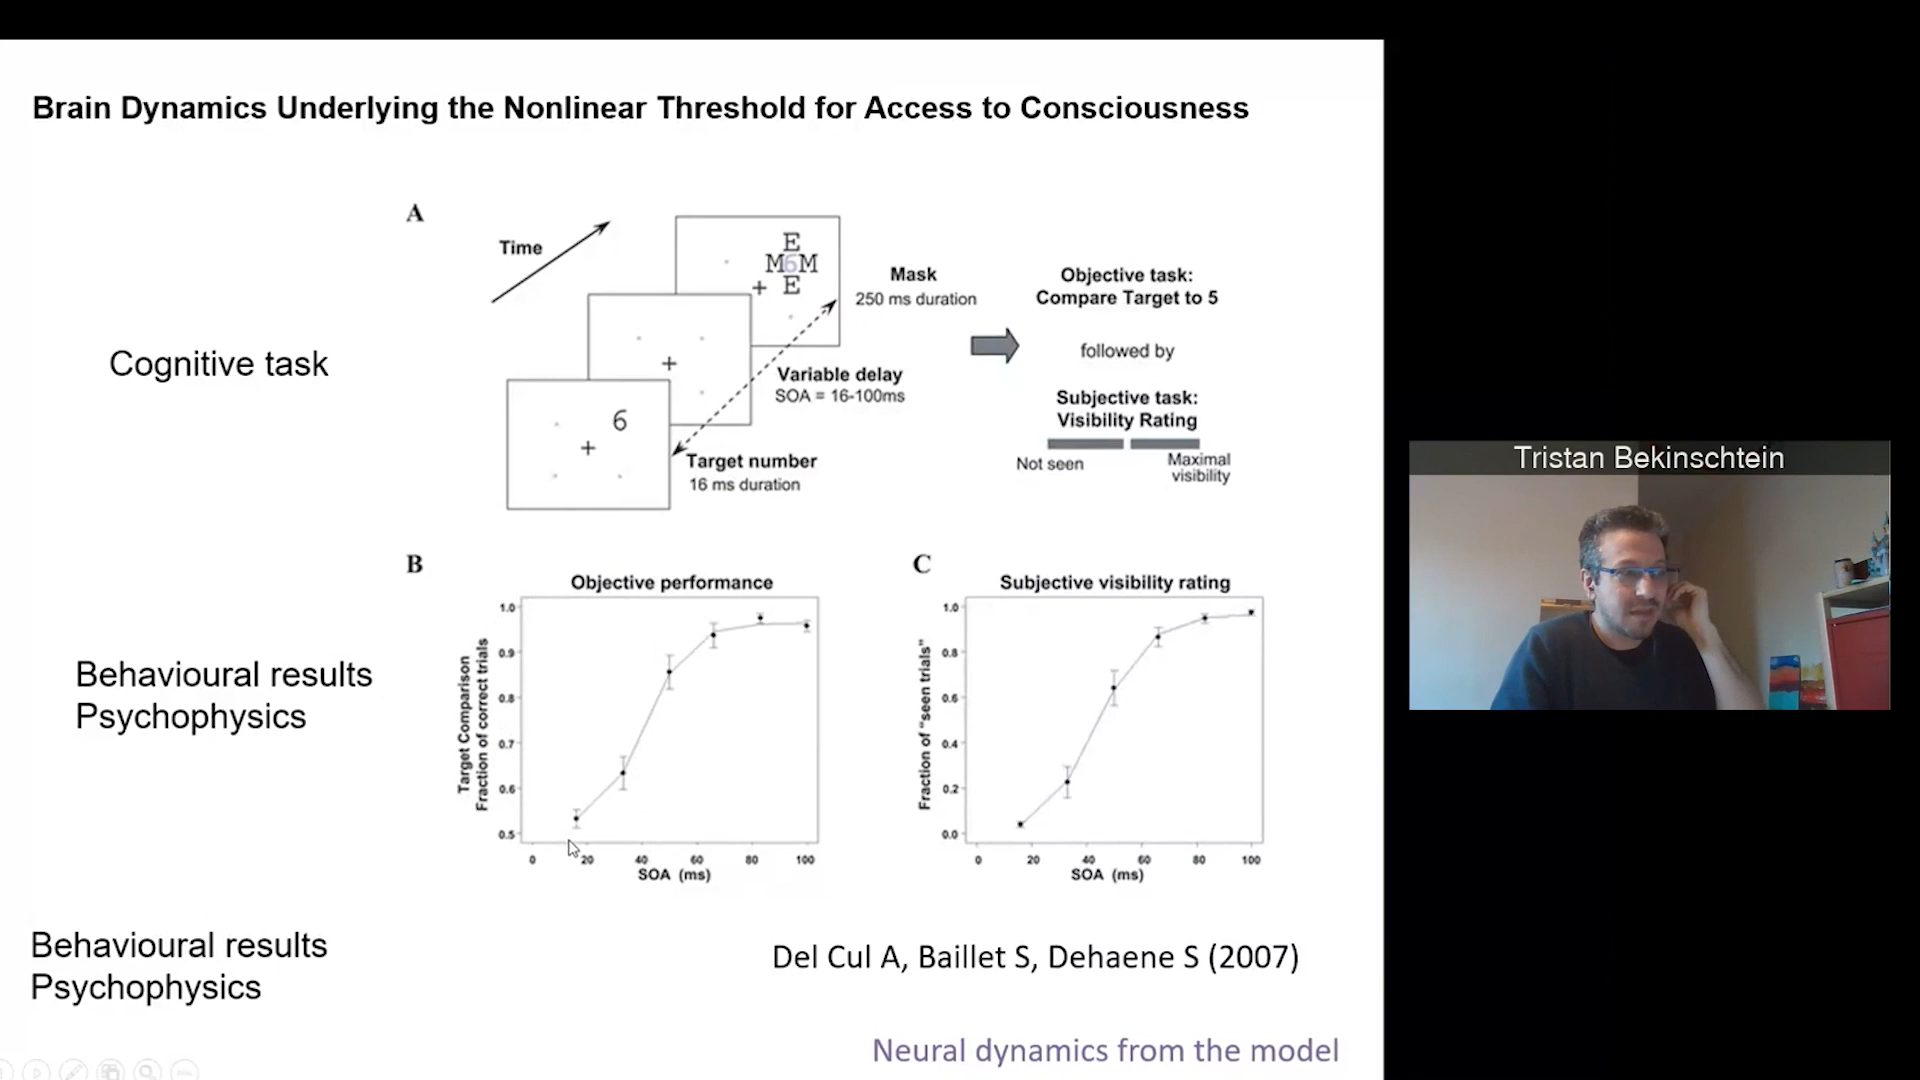 Brain Dynamics Underlying the Nonlinear Threshold for Access to Consciousness
A
Time
E
M6M
+ E
Mask
250 ms duration
+
Variable delay
SOA = 16-100ms
6
+
Target number
16 ms duration
Objective task:
Compare Target to 5
followed by
Subjective task:
Visibility Rating
Not seen
Maximal
visibility
Cognitive task
Tristan Bekinschtein
Behavioural results
Psychophysics
B
Objective performance
Target Comparison
Fraction of correct trials
1.0
0.9
0.8
0.7
0.6
0.5
0 20 40 60 80 100
SOA (ms)
C
Subjective visibility rating
Fraction of "seen trials"
1.0
0.8
0.6
0.4
0.2
0.0
0 20 40 60 80 100
SOA (ms)
Behavioural results
Psychophysics
Del Cul A, Baillet S, Dehaene S (2007)
Neural dynamics from the model